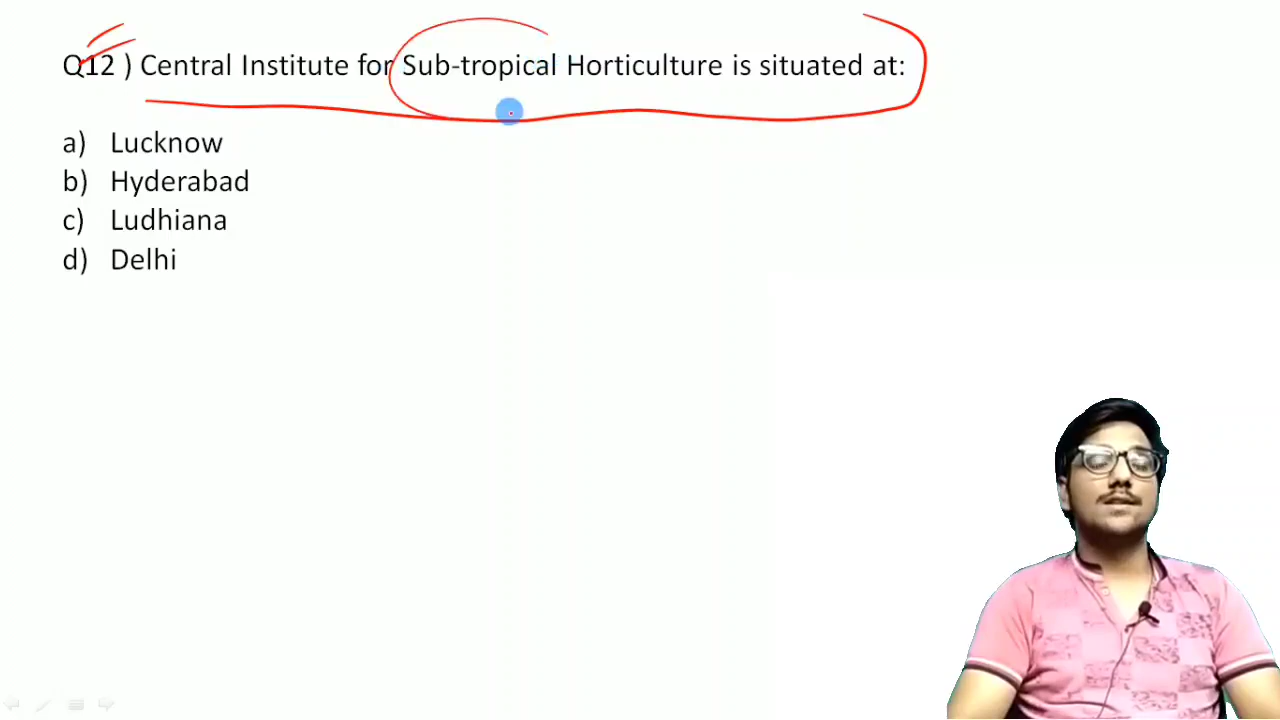 Q12 ) Central Institute for Sub-tropical Horticulture is situated at:
a) Lucknow
b) Hyderabad
c) Ludhiana
d) Delhi